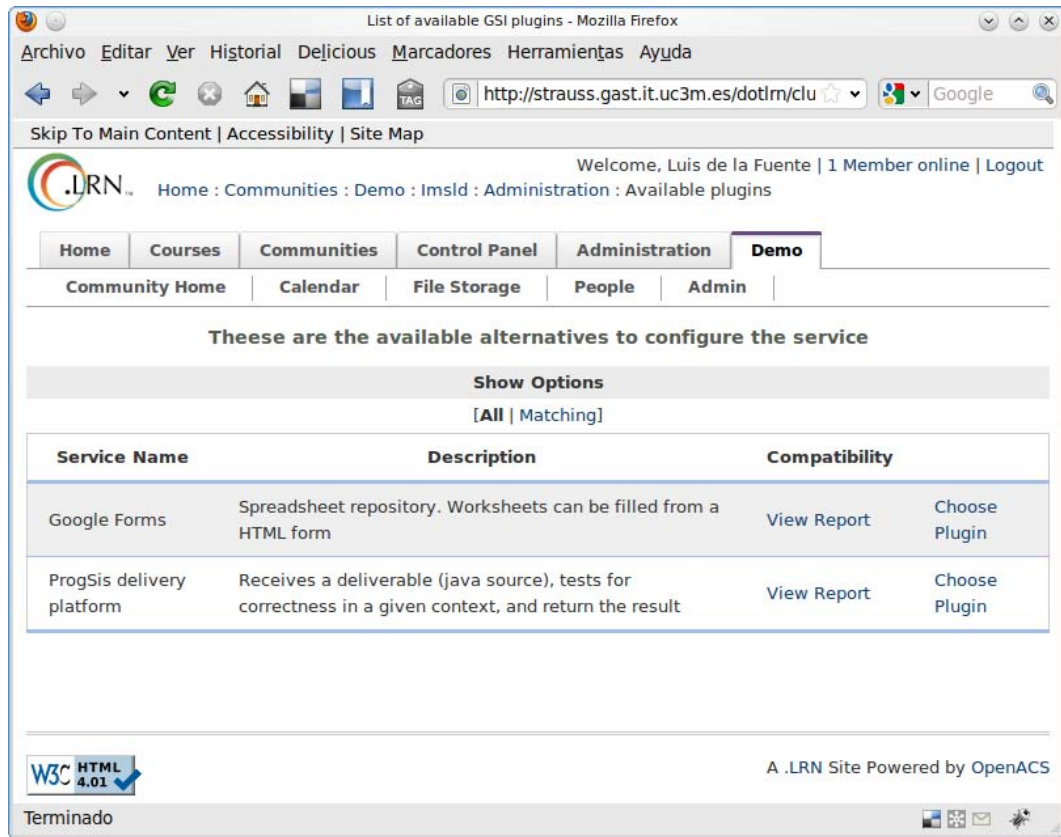 List of available GSI plugins - Mozilla Firefox
Archivo Editar Ver Historial Delicious Marcadores Herramientas Ayuda
TAG http://strauss.gast.it.uc3m.es/dotlrn/clu Google
Skip To Main Content | Accessibility | Site Map
Welcome, Luis de la Fuente | 1 Member online | Logout
.LRN™ Home : Communities : Demo : Imsld : Administration : Available plugins
Home Courses Communities Control Panel Administration Demo
Community Home Calendar File Storage People Admin
Theese are the available alternatives to configure the service
Show Options
[All | Matching]
Service Name Description Compatibility
Google Forms Spreadsheet repository. Worksheets can be filled from a HTML form View Report Choose Plugin
ProgSis delivery platform Receives a deliverable (java source), tests for correctness in a given context, and return the result View Report Choose Plugin
W3C HTML 4.01 A .LRN Site Powered by OpenACS
Terminado